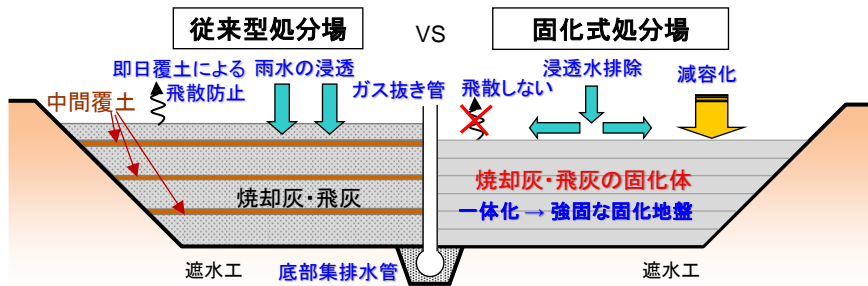 従来型処分場
VS
固化式処分場
即日覆土による
飛散防止
雨水の浸透
ガス抜き管
飛散しない
浸透水排除
減容化
中間覆土
焼却灰・飛灰
焼却灰・飛灰の固化体
一体化 → 強固な固化地盤
遮水工
底部集排水管
遮水工